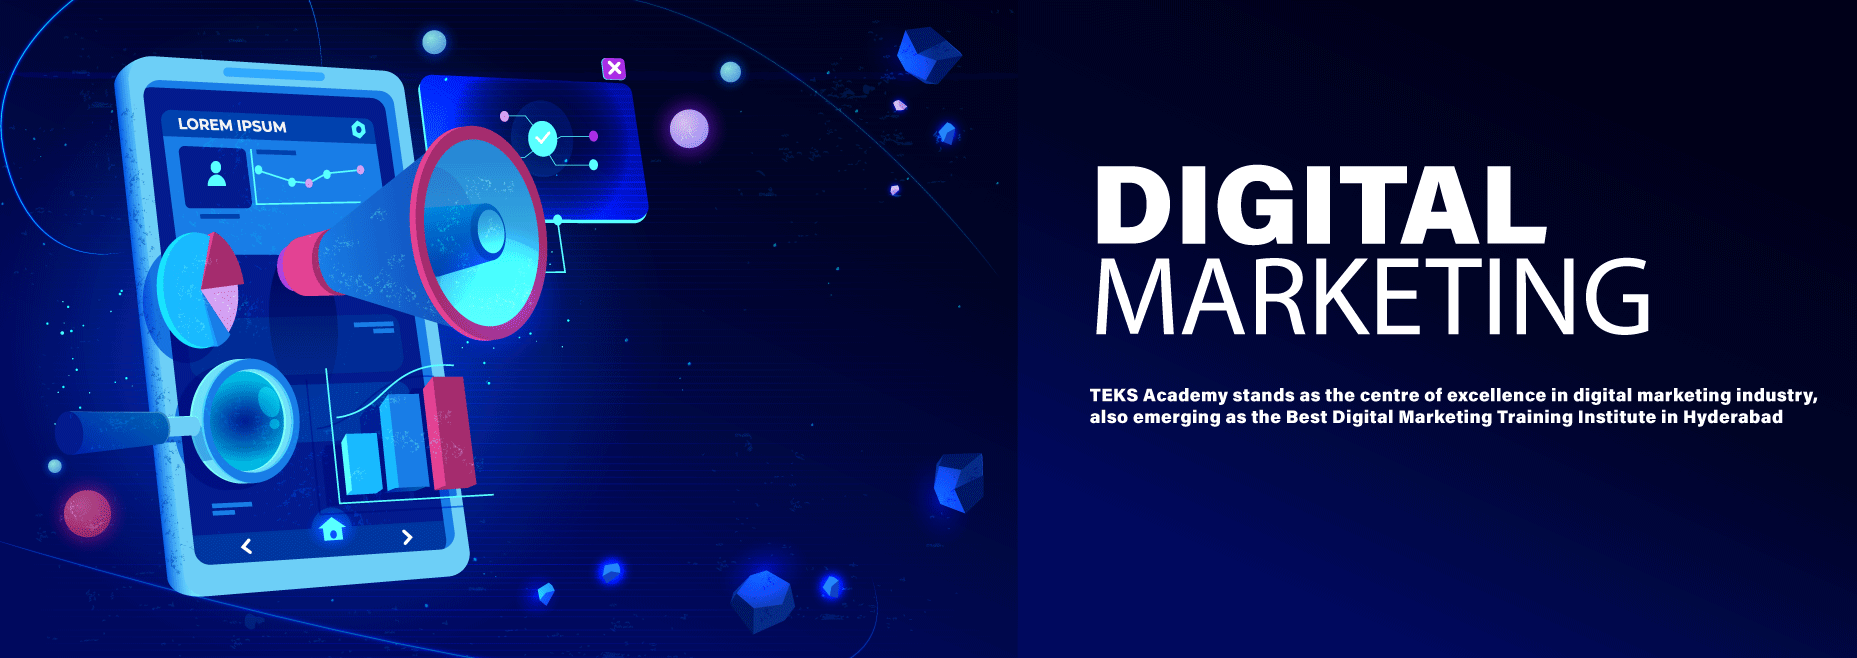 LOREM IPSUM
DIGITAL
MARKETING
TEKS Academy stands as the centre of excellence in digital marketing industry,
also emerging as the Best Digital Marketing Training Institute in Hyderabad